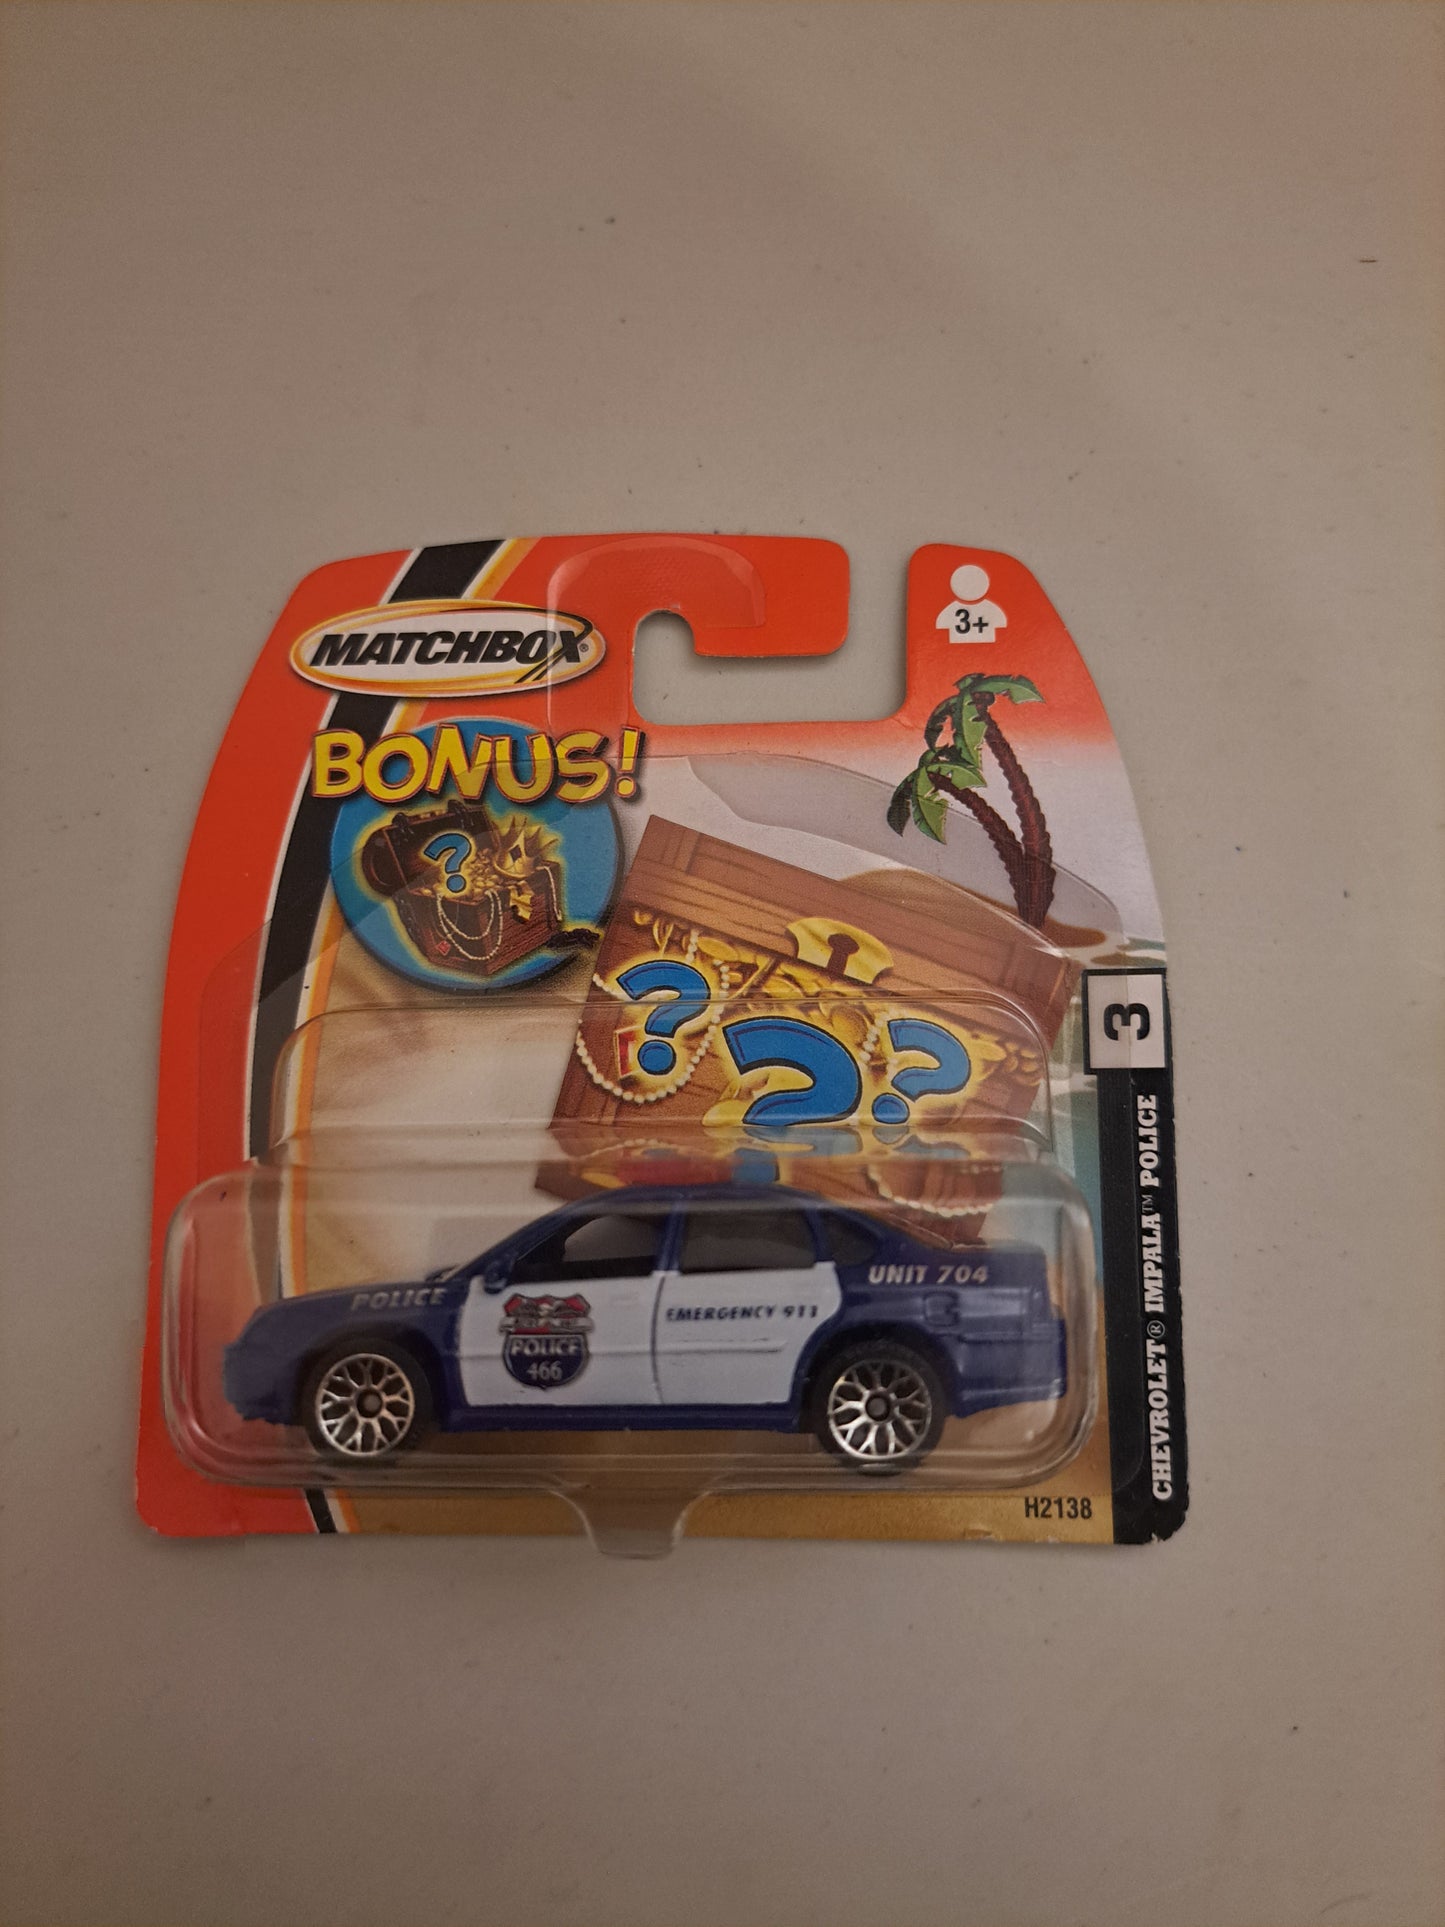 MATCHBOX®
3+
BONUS!
?
? ? ?
3
CHEVROLET® IMPALA™ POLICE
POLICE
POLICE
466
EMERGENCY 911
UNIT 704
H2138